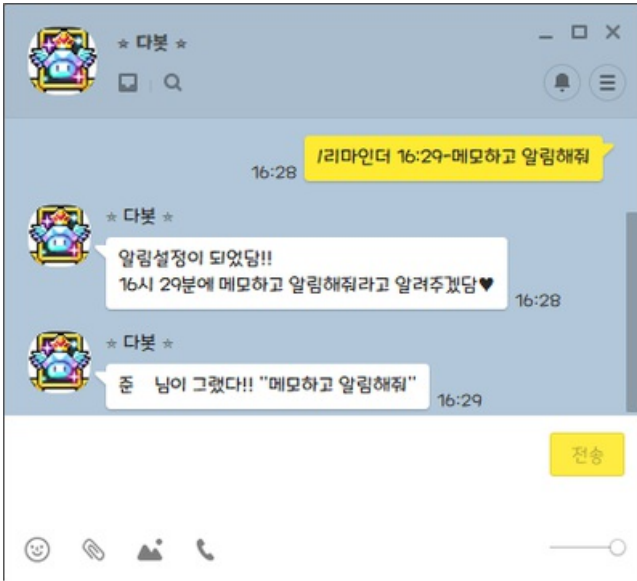 ☆ 다봇 ☆
/리마인더 16:29-메모하고 알림해줘
16:28
☆ 다봇 ☆
알림설정이 되었담!!
16시 29분에 메모하고 알림해줘라고 알려주겠담♥
16:28
☆ 다봇 ☆
준 님이 그랬다!! "메모하고 알림해줘"
16:29
전송